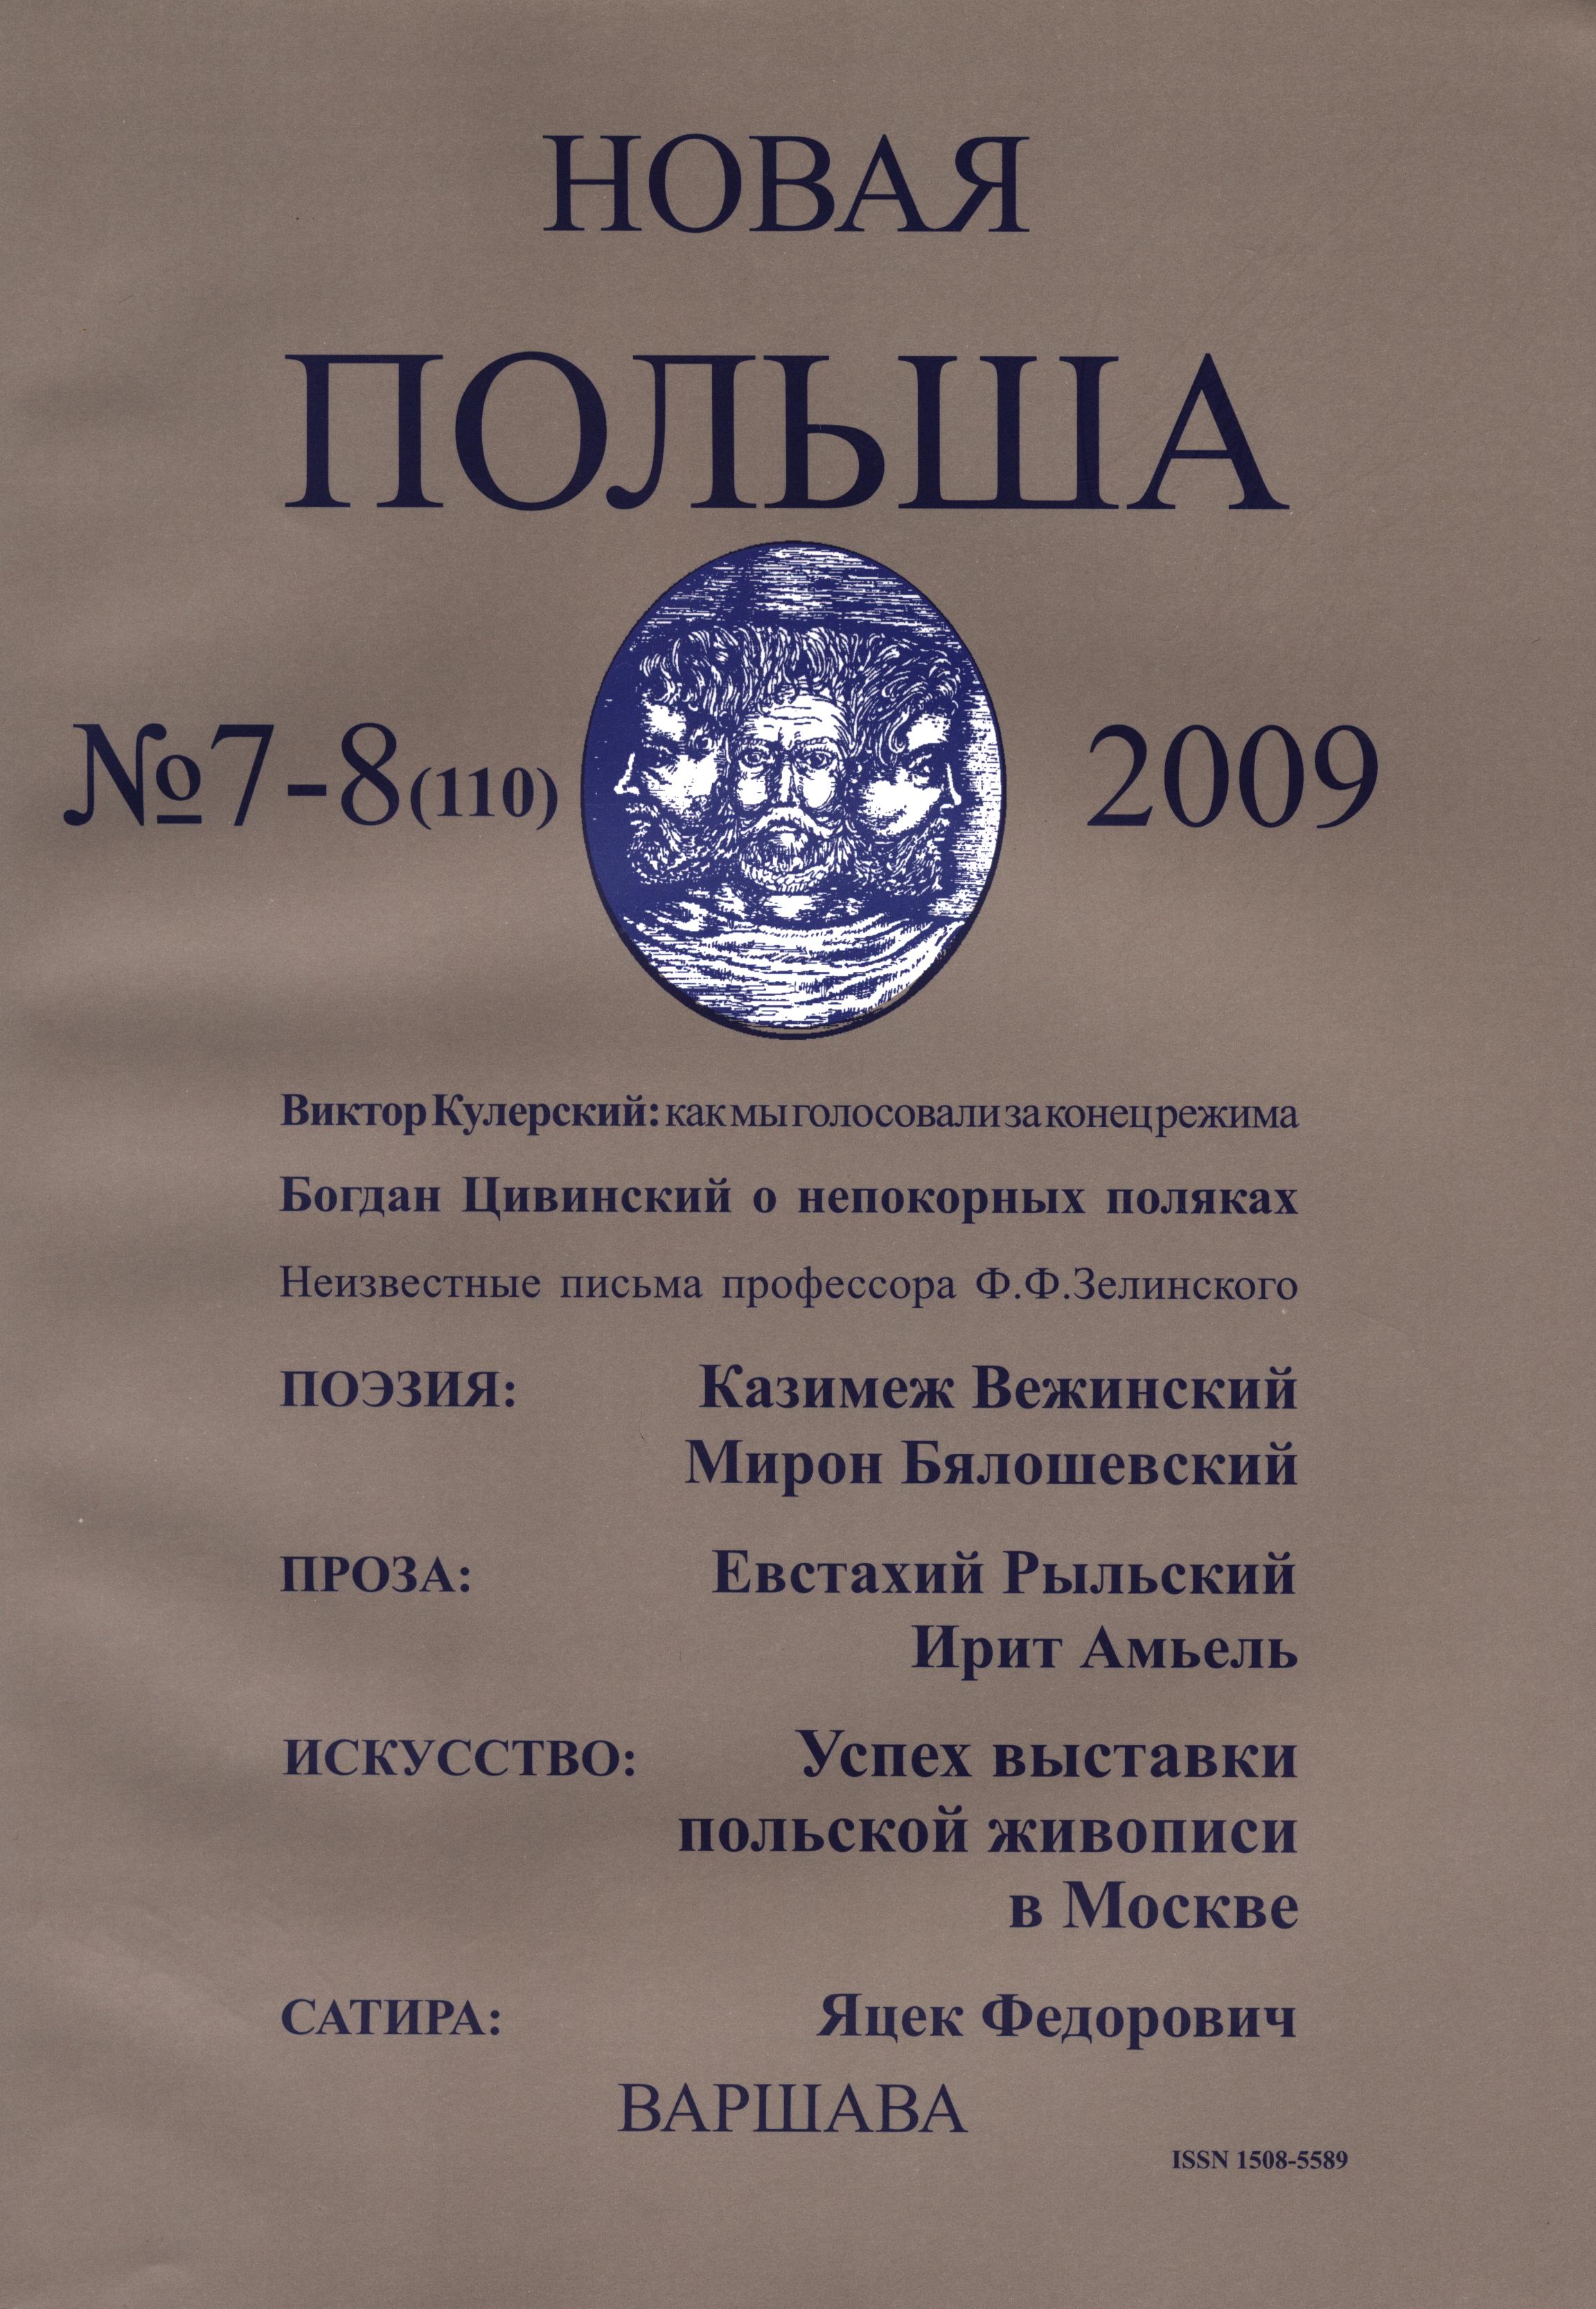 НОВАЯ
ПОЛЬША
№7-8(110) 2009
Виктор Кулерский: как мы голосовали за конец режима
Богдан Цивинский о непокорных поляках
Неизвестные письма профессора Ф.Ф.Зелинского
ПОЭЗИЯ: Казимеж Вежинский
Мирон Бялошевский
ПРОЗА: Евстахий Рыльский
Ирит Амьель
ИСКУССТВО: Успех выставки
польской живописи
в Москве
САТИРА: Яцек Федорович
ВАРШАВА
ISSN 1508-5589